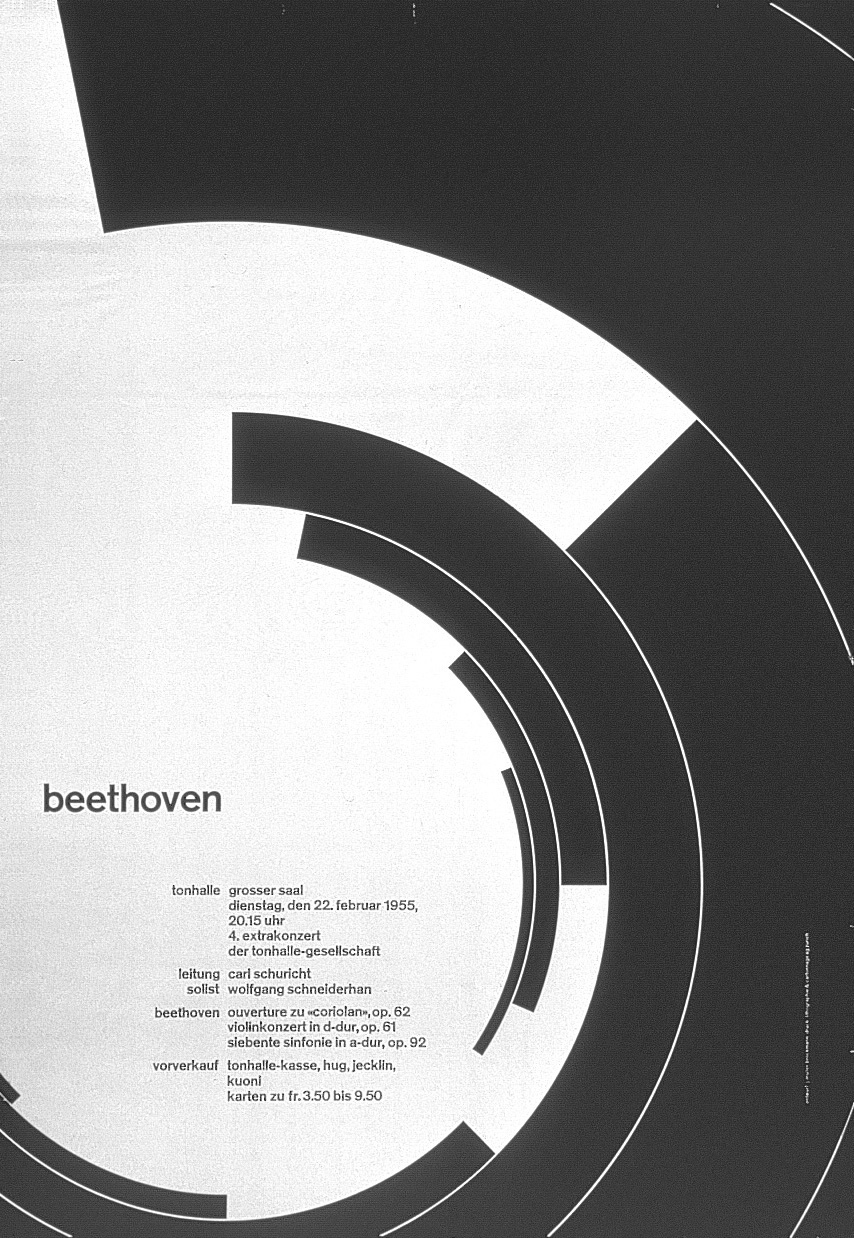 beethoven
tonhalle grosser saal
dienstag, den 22. februar 1955,
20.15 uhr
4. extrakonzert
der tonhalle-gesellschaft
leitung carl schuricht
solist wolfgang schneiderhan
beethoven ouverture zu «coriolan», op. 62
violinkonzert in d-dur, op. 61
siebente sinfonie in a-dur, op. 92
vorverkauf tonhalle-kasse, hug, jecklin,
kuoni
karten zu fr. 3.50 bis 9.50